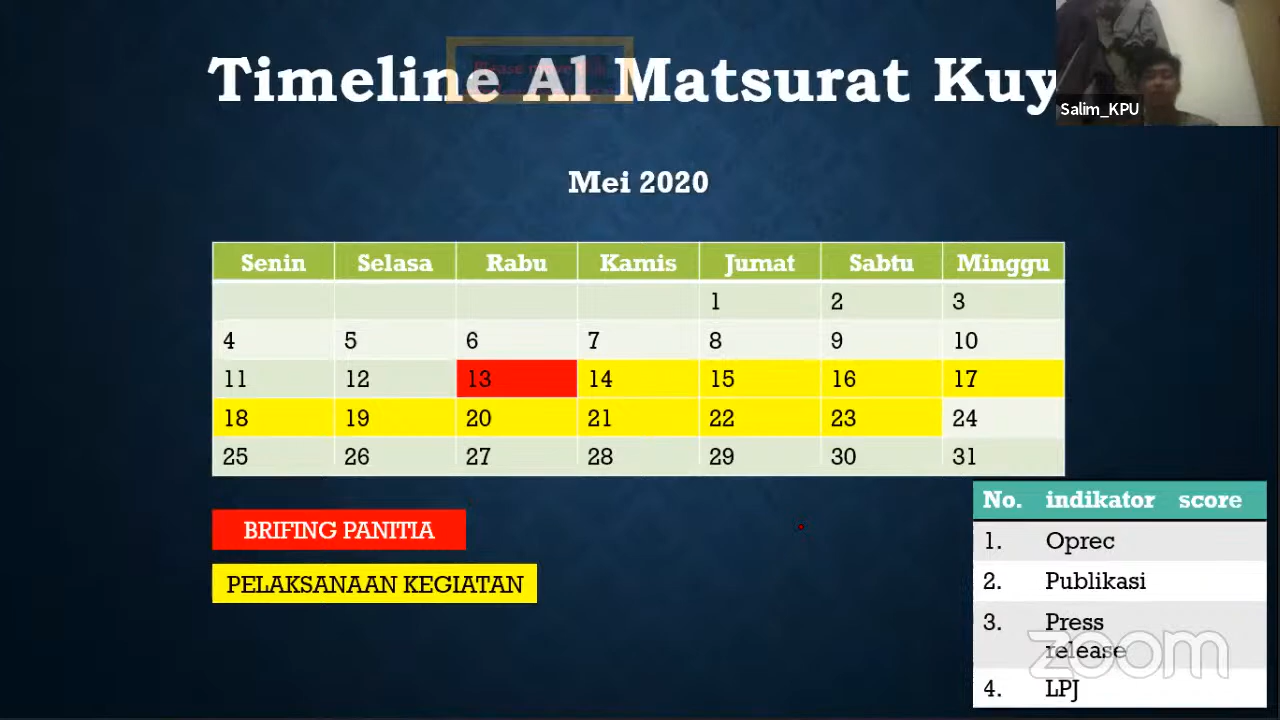 Timeline Al Matsurat Kuy
Salim_KPU
Mei 2020
Senin Selasa Rabu Kamis Jumat Sabtu Minggu
1 2 3
4 5 6 7 8 9 10
11 12 13 14 15 16 17
18 19 20 21 22 23 24
25 26 27 28 29 30 31
BRIFING PANITIA
PELAKSANAAN KEGIATAN
No. indikator score
1. Oprec
2. Publikasi
3. Press
release
4. LPJ
zoom